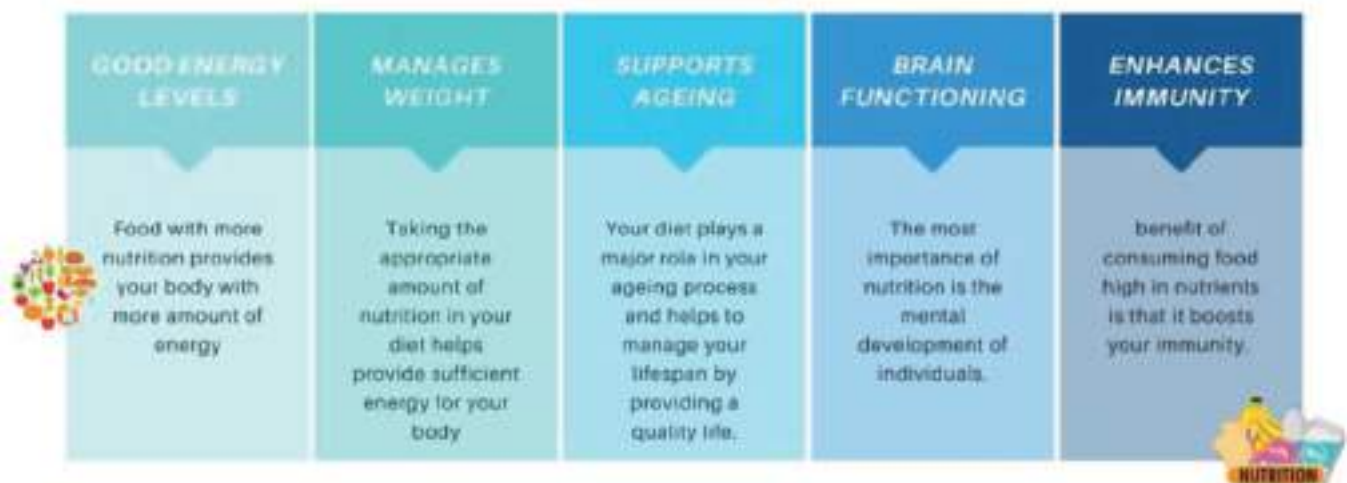 GOOD ENERGY
LEVELS
Food with more
nutrition provides
your body with
more amount of
energy
MANAGES
WEIGHT
Taking the
appropriate
amount of
nutrition in your
diet helps
provide sufficient
energy for your
body
SUPPORTS
AGEING
Your diet plays a
major role in your
ageing process
and helps to
manage your
lifespan by
providing a
quality life.
BRAIN
FUNCTIONING
The most
importance of
nutrition is the
mental
development of
individuals.
ENHANCES
IMMUNITY
benefit of
consuming food
high in nutrients
is that it boosts
your immunity.
NUTRITION